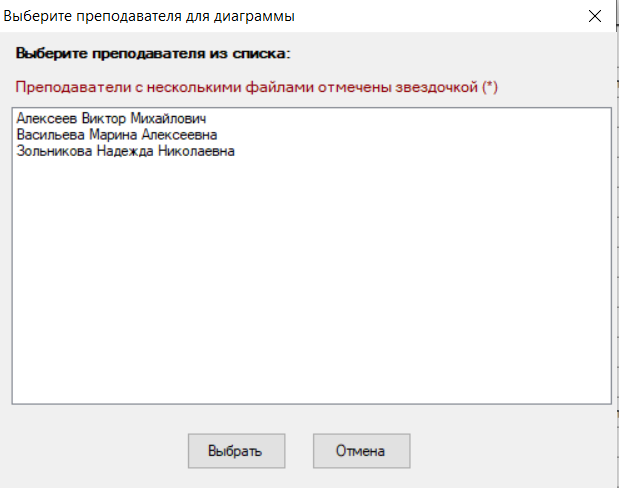 Выберите преподавателя для диаграммы
Выберите преподавателя из списка:
Преподаватели с несколькими файлами отмечены звездочкой (*)
Алексеев Виктор Михайлович
Васильева Марина Алексеевна
Зольникова Надежда Николаевна
Выбрать
Отмена